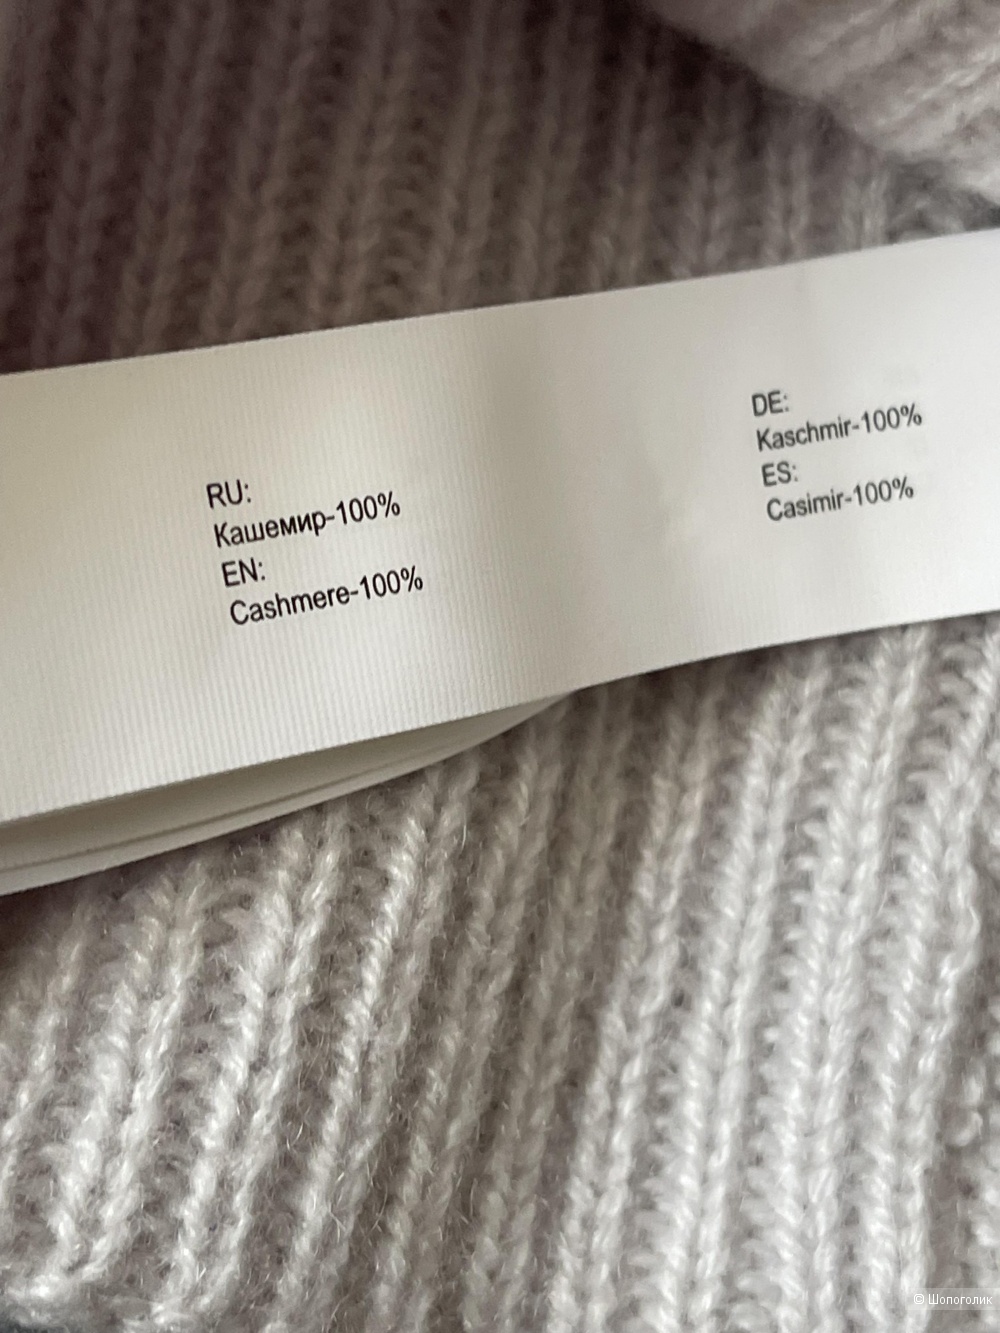 RU:
Кашемир-100%
EN:
Cashmere-100%
DE:
Kaschmir-100%
ES:
Casimir-100%
© Шопоголик